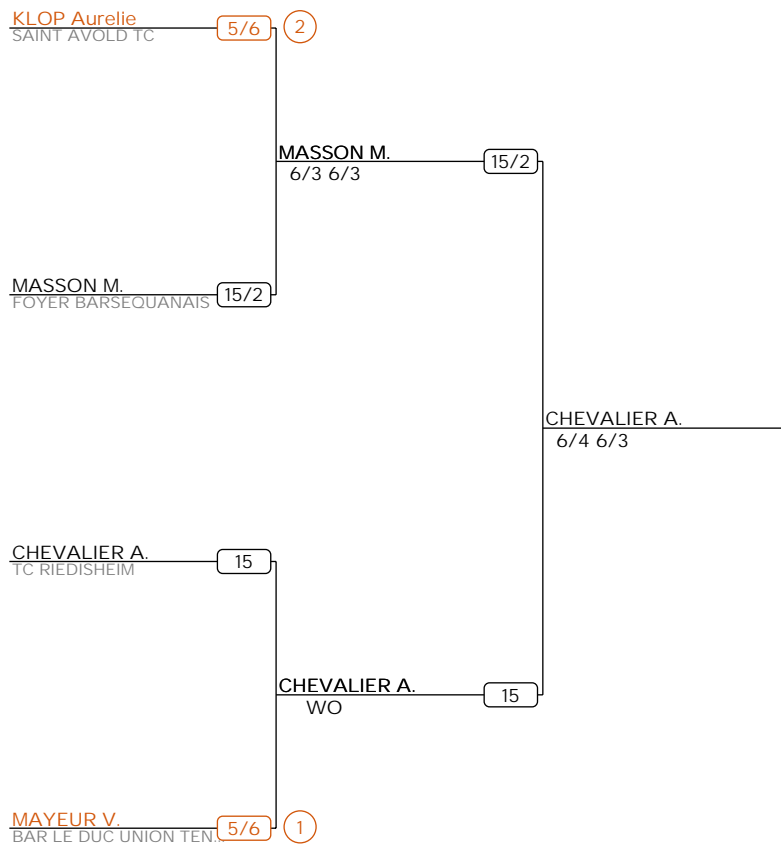 KLOP Aurelie
SAINT AVOLD TC
5/6
2
MASSON M.
6/3 6/3
15/2
MASSON M.
FOYER BARSEQUANAIS
15/2
CHEVALIER A.
6/4 6/3
CHEVALIER A.
TC RIEDISHEIM
15
CHEVALIER A.
WO
15
MAYEUR V.
BAR LE DUC UNION TEN...
5/6
1